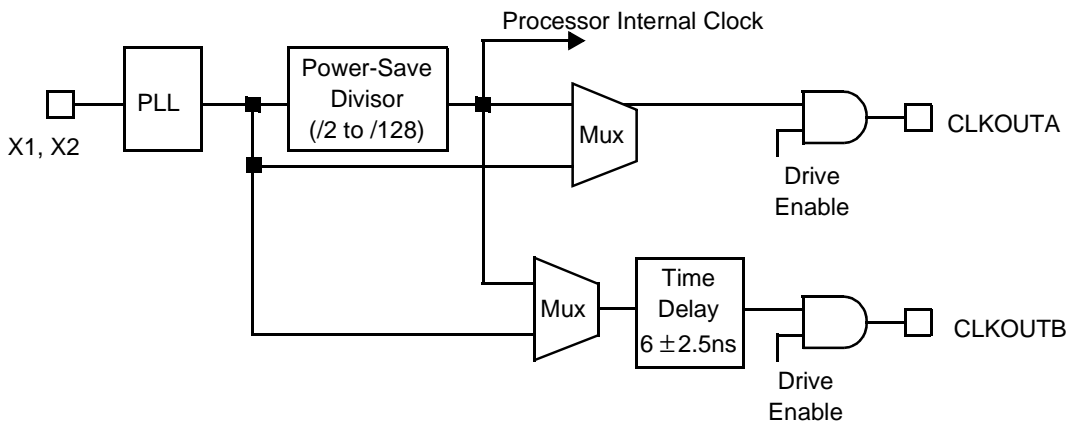 Processor Internal Clock
PLL
Power-Save
Divisor
(/2 to /128)
X1, X2
Mux
CLKOUTA
Drive
Enable
Mux
Time
Delay
6 ±2.5ns
CLKOUTB
Drive
Enable